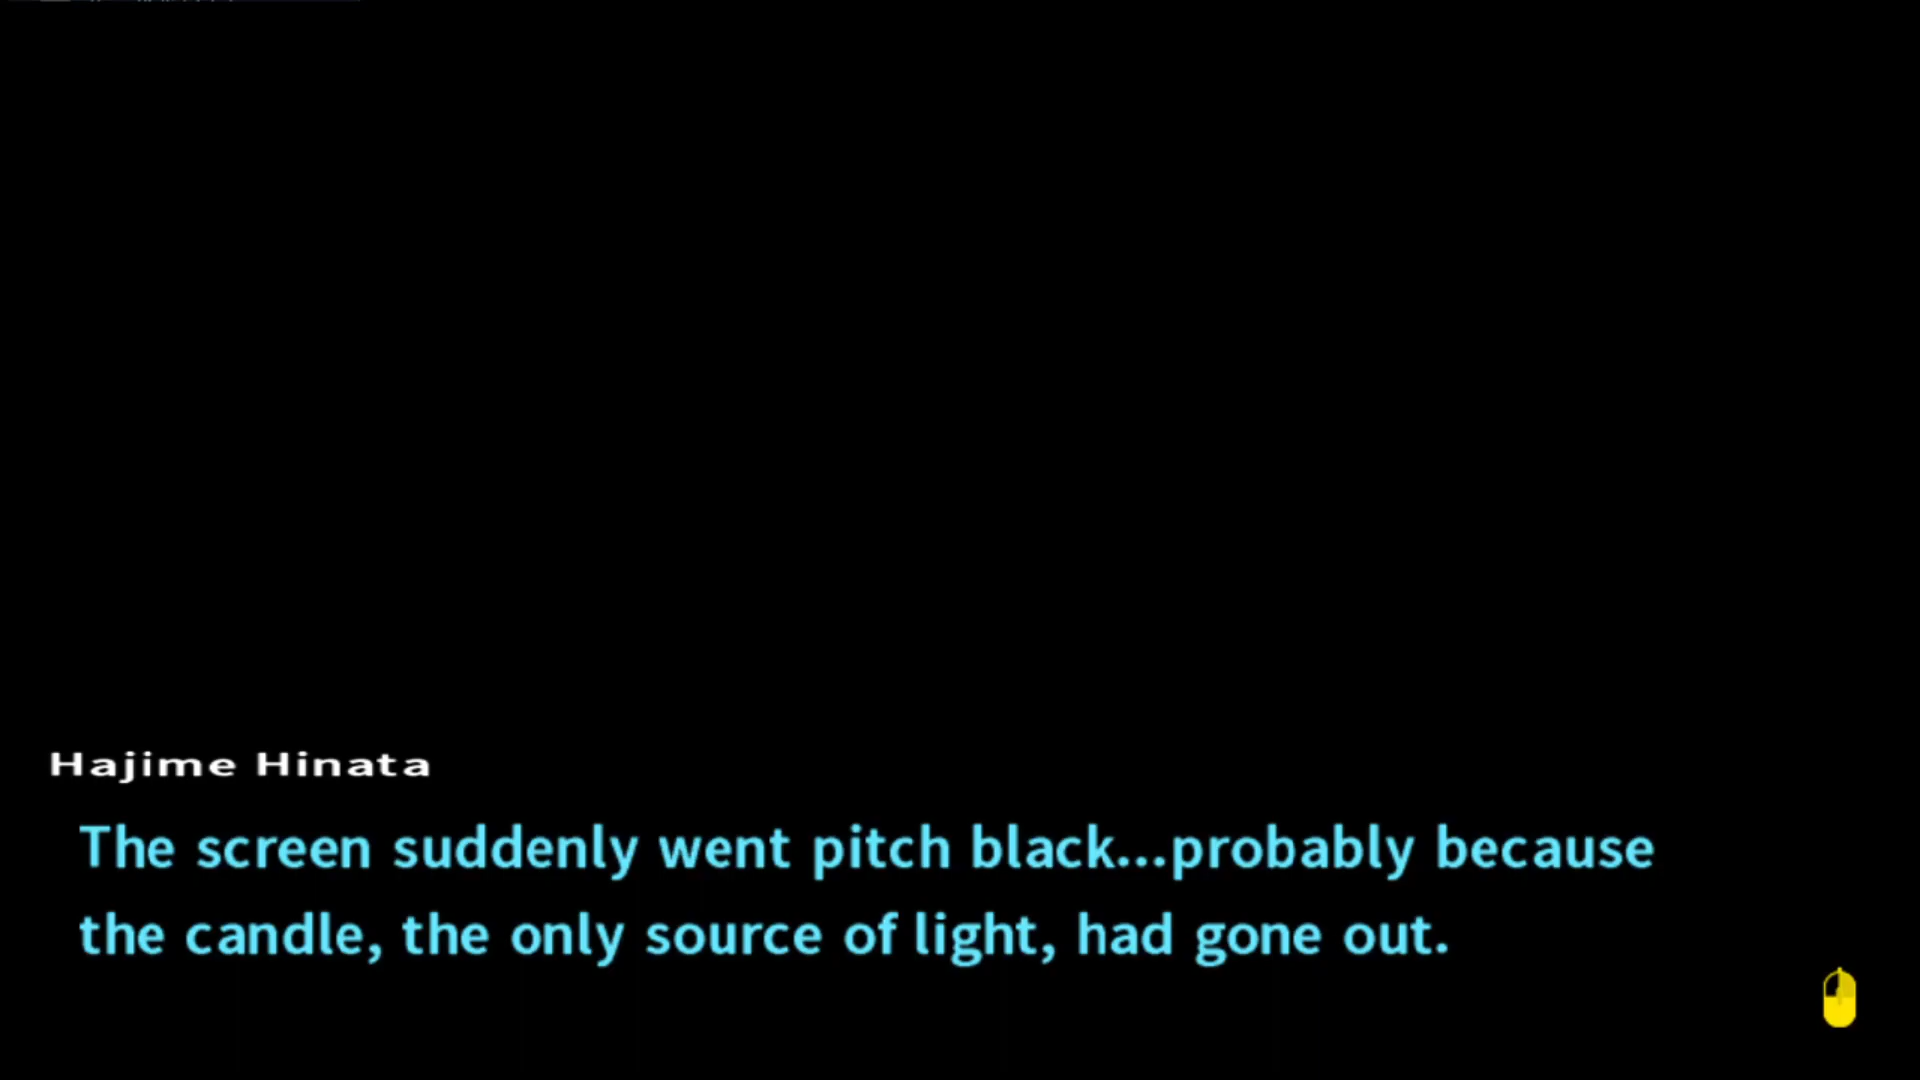 Hajime Hinata
The screen suddenly went pitch black...probably because
the candle, the only source of light, had gone out.